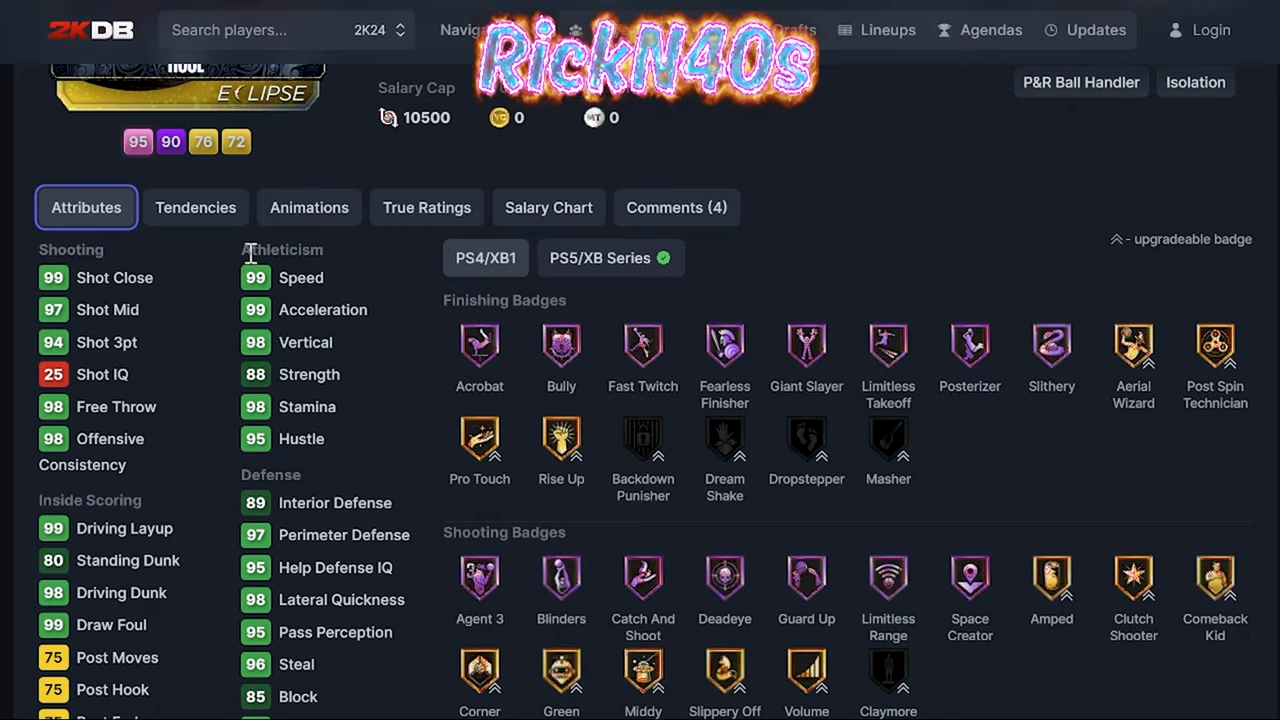 2KDB
Search players...
2K24
Lineups
Agendas
Updates
Login
RickN40s
ECLIPSE
Salary Cap
10500
VC 0
MT 0
P&R Ball Handler
Isolation
95 90 76 72
Attributes
Tendencies
Animations
True Ratings
Salary Chart
Comments (4)
- upgradeable badge
Shooting
99 Shot Close
97 Shot Mid
94 Shot 3pt
25 Shot IQ
98 Free Throw
98 Offensive
Consistency
Inside Scoring
99 Driving Layup
80 Standing Dunk
98 Driving Dunk
99 Draw Foul
75 Post Moves
75 Post Hook
Athleticism
99 Speed
99 Acceleration
98 Vertical
88 Strength
98 Stamina
95 Hustle
Defense
89 Interior Defense
97 Perimeter Defense
95 Help Defense IQ
98 Lateral Quickness
95 Pass Perception
96 Steal
85 Block
PS4/XB1
PS5/XB Series
Finishing Badges
Acrobat
Bully
Fast Twitch
Fearless
Finisher
Giant Slayer
Limitless
Takeoff
Posterizer
Slithery
Aerial
Wizard
Post Spin
Technician
Pro Touch
Rise Up
Backdown
Punisher
Dream
Shake
Dropstepper
Masher
Shooting Badges
Agent 3
Blinders
Catch And
Shoot
Deadeye
Guard Up
Limitless
Range
Space
Creator
Amped
Clutch
Shooter
Comeback
Kid
Corner
Green
Middy
Slippery Off
Volume
Claymore